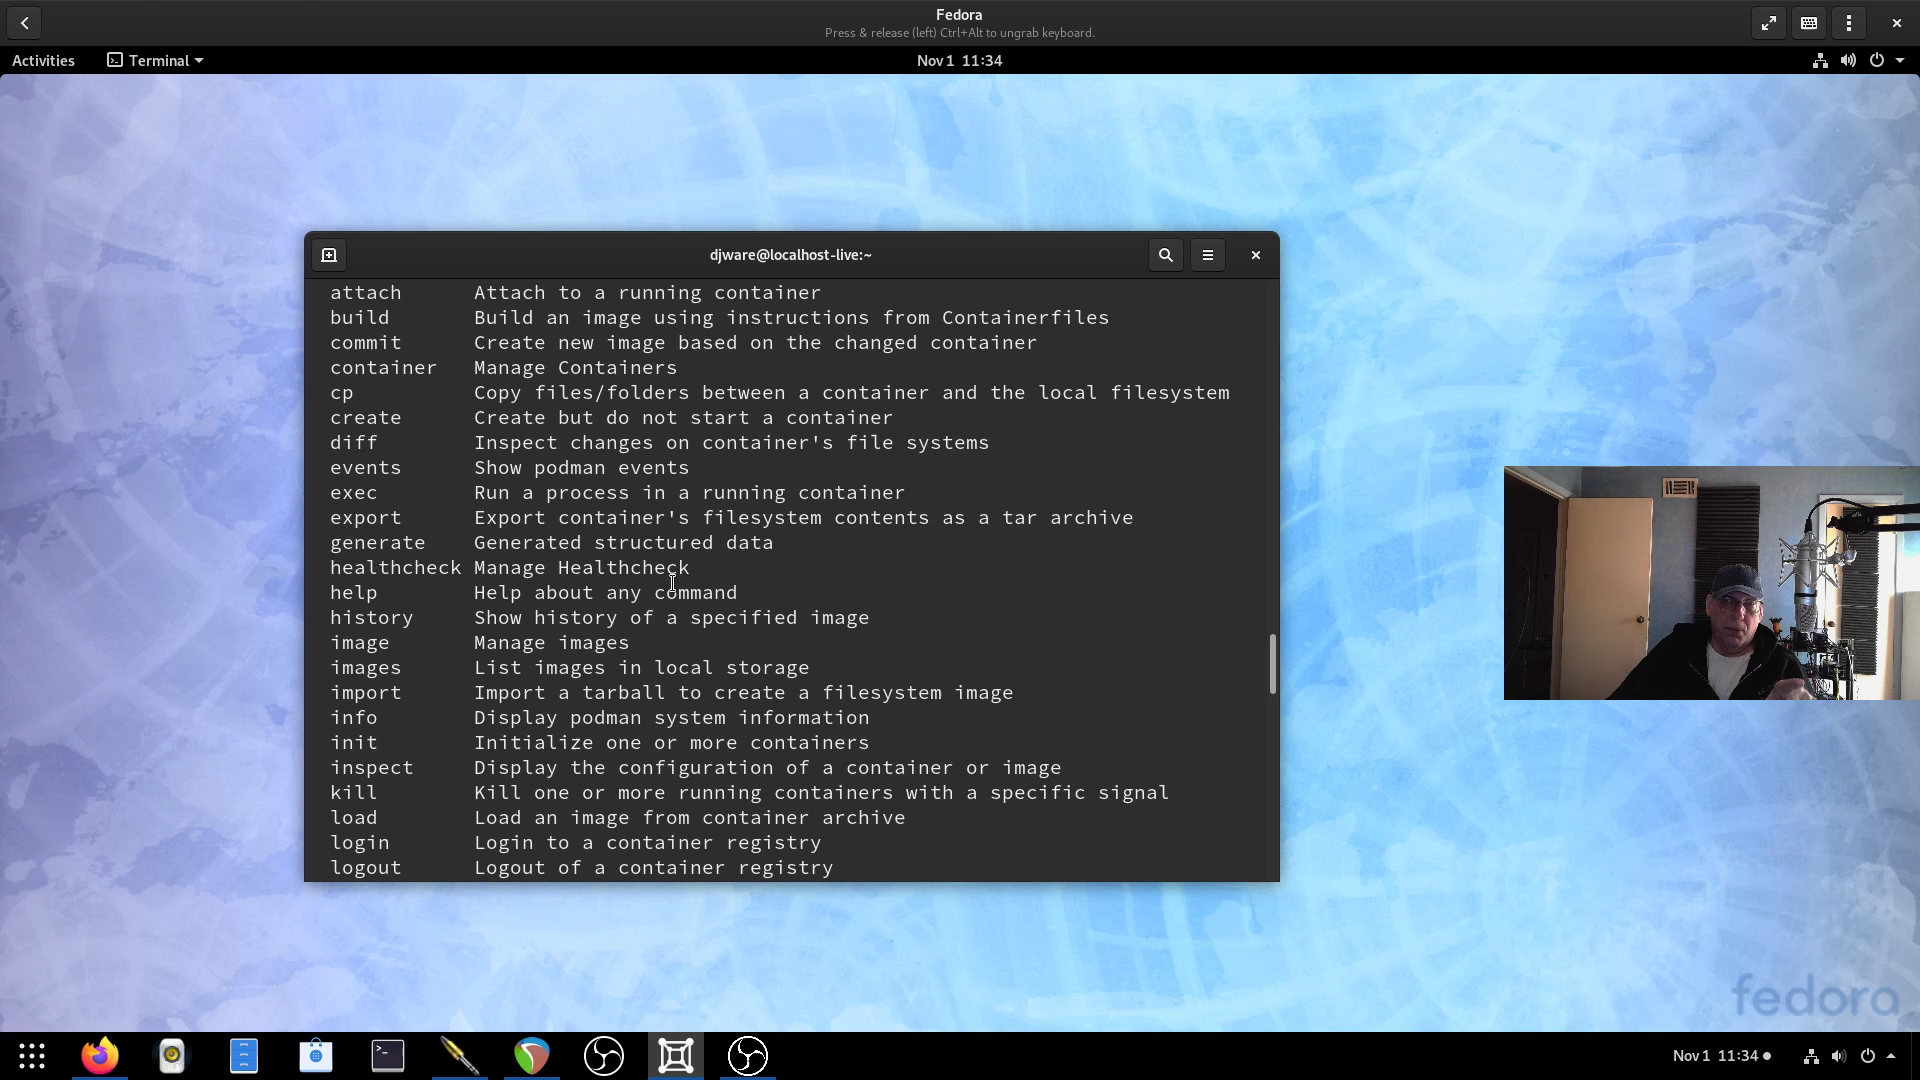 Fedora
Press & release (left) Ctrl+Alt to ungrab keyboard.
Activities
Terminal
Nov 1 11:34
djware@localhost-live:~
attach Attach to a running container
build Build an image using instructions from Containerfiles
commit Create new image based on the changed container
container Manage Containers
cp Copy files/folders between a container and the local filesystem
create Create but do not start a container
diff Inspect changes on container's file systems
events Show podman events
exec Run a process in a running container
export Export container's filesystem contents as a tar archive
generate Generated structured data
healthcheck Manage Healthcheck
help Help about any command
history Show history of a specified image
image Manage images
images List images in local storage
import Import a tarball to create a filesystem image
info Display podman system information
init Initialize one or more containers
inspect Display the configuration of a container or image
kill Kill one or more running containers with a specific signal
load Load an image from container archive
login Login to a container registry
logout Logout of a container registry
fedora
Nov 1 11:34